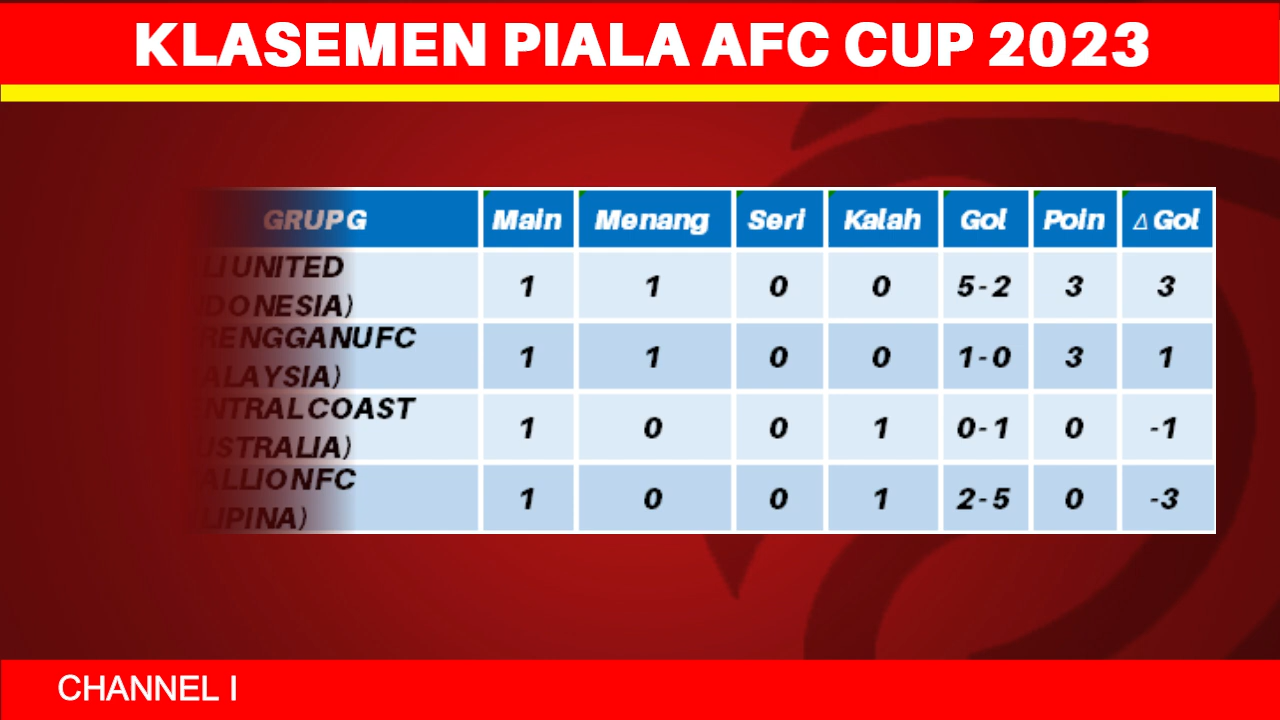 KLASEMEN PIALA AFC CUP 2023
GRUP G Main Menang Seri Kalah Gol Poin Δ Gol
UNITED
1 1 0 0 5-2 3 3
RENGGANU FC
ALAYSIA)
1 1 0 0 1-0 3 1
NTRAL COAST
USTRALIA)
1 0 0 1 0-1 0 -1
ALLION FC
LIPINA)
1 0 0 1 2-5 0 -3
CHANNEL I